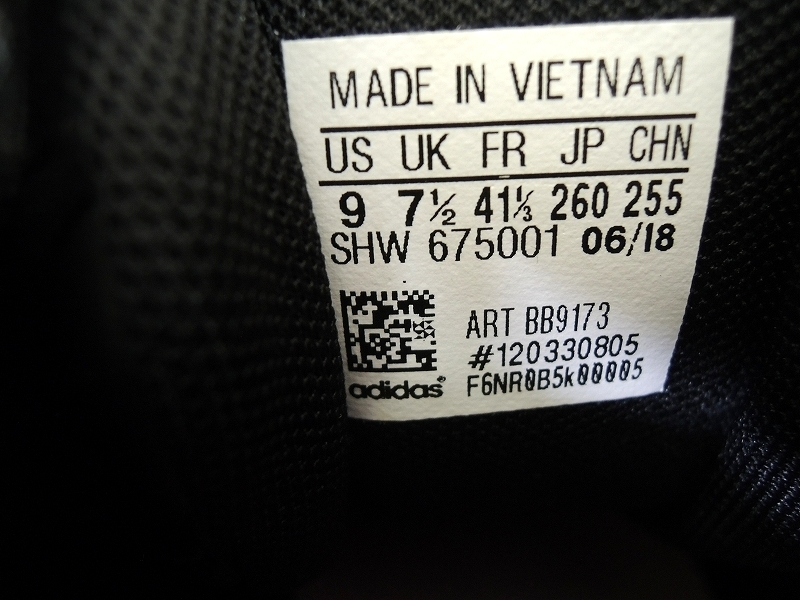 MADE IN VIETNAM
US UK FR JP CHN
9 7½ 41⅓ 260 255
SHW 675001 06/18
ART BB9173
#120330805
F6NR0B5k00005
adidas®